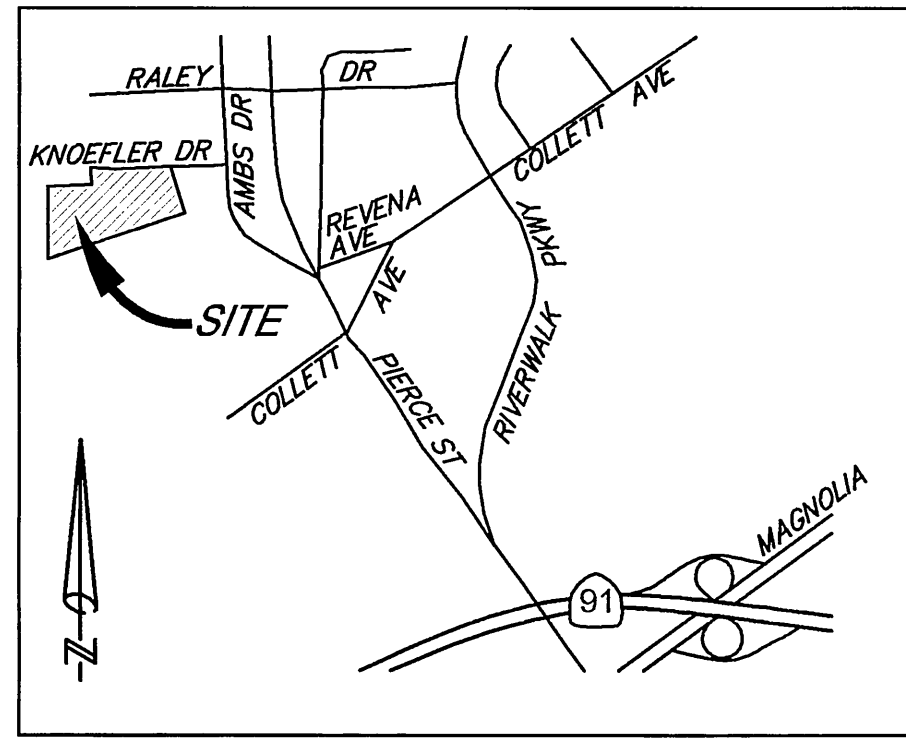 RALEY DR
KNOEFLER DR
AMBS DR
REVENA
AVE
COLLETT AVE
PKWY
RIVERWALK
SITE
AVE
COLLETT
PIERCE ST
MAGNOLIA
91
N